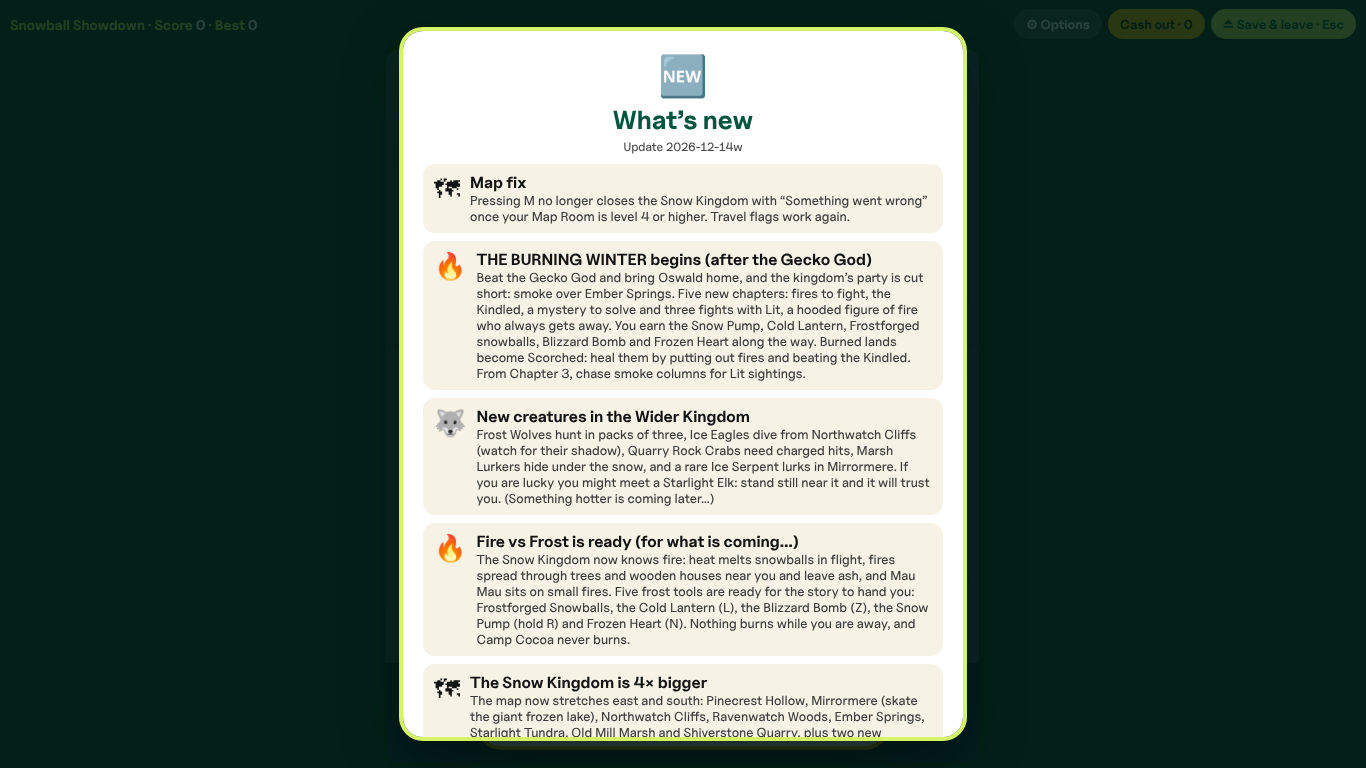 Snowball Showdown · Score 0 · Best 0
⚙ Options
Cash out · 0
⏏ Save & leave · Esc
NEW
What's new
Update 2026-12-14w
Map fix
Pressing M no longer closes the Snow Kingdom with “Something went wrong”
once your Map Room is level 4 or higher. Travel flags work again.
THE BURNING WINTER begins (after the Gecko God)
Beat the Gecko God and bring Oswald home, and the kingdom’s party is cut
short: smoke over Ember Springs. Five new chapters: fires to fight, the
Kindled, a mystery to solve and three fights with Lit, a hooded figure of fire
who always gets away. You earn the Snow Pump, Cold Lantern, Frostforged
snowballs, Blizzard Bomb and Frozen Heart along the way. Burned lands
become Scorched: heal them by putting out fires and beating the Kindled.
From Chapter 3, chase smoke columns for Lit sightings.
New creatures in the Wider Kingdom
Frost Wolves hunt in packs of three, Ice Eagles dive from Northwatch Cliffs
(watch for their shadow), Quarry Rock Crabs need charged hits, Marsh
Lurkers hide under the snow, and a rare Ice Serpent lurks in Mirrormere. If
you are lucky you might meet a Starlight Elk: stand still near it and it will trust
you. (Something hotter is coming later…)
Fire vs Frost is ready (for what is coming…)
The Snow Kingdom now knows fire: heat melts snowballs in flight, fires
spread through trees and wooden houses near you and leave ash, and Mau
Mau sits on small fires. Five frost tools are ready for the story to hand you:
Frostforged Snowballs, the Cold Lantern (L), the Blizzard Bomb (Z), the Snow
Pump (hold R) and Frozen Heart (N). Nothing burns while you are away, and
Camp Cocoa never burns.
The Snow Kingdom is 4× bigger
The map now stretches east and south: Pinecrest Hollow, Mirrormere (skate
the giant frozen lake), Northwatch Cliffs, Ravenwatch Woods, Ember Springs,
Starlight Tundra, Old Mill Marsh and Shiverstone Quarry, plus two new